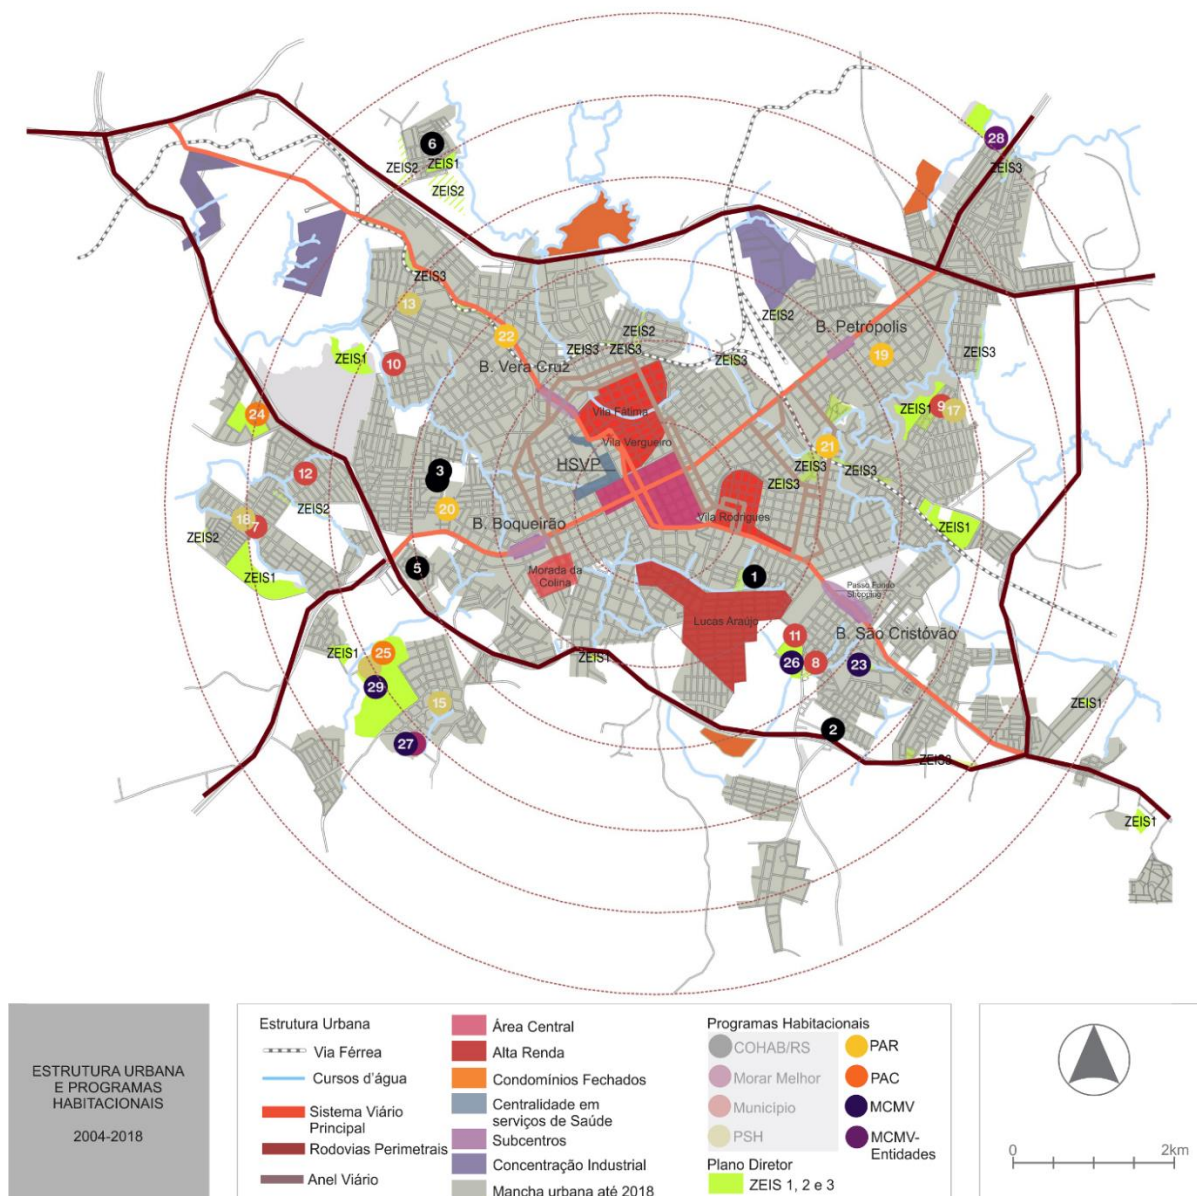 6
ZEIS2
ZEIS1
ZEIS2
28
ZEIS3
ZEIS3
13
ZEIS2
ZEIS2
B. Petrópolis
22
ZEIS3
ZEIS3
ZEIS3
19
ZEIS3
ZEIS1
10
B. Vera Cruz
24
Vila Fátima
ZEIS1
9
17
Vila Vergueiro
21
12
3
HSVP
ZEIS3
ZEIS3
ZEIS3
20
ZEIS2
18
7
B. Boqueirão
Vila Rodrigues
ZEIS1
ZEIS2
5
Morada da
Colina
1
ZEIS1
Passo Fundo
Shopping
Lucas Araújo
11
B. São Cristóvão
25
ZEIS1
ZEIS1
26
8
23
29
15
ZEIS1
2
27
ZEIS3
ZEIS1
ESTRUTURA URBANA
E PROGRAMAS
HABITACIONAIS
2004-2018
Estrutura Urbana
Via Férrea
Cursos d'água
Sistema Viário
Principal
Rodovias Perimetrais
Anel Viário
Área Central
Alta Renda
Condomínios Fechados
Centralidade em
serviços de Saúde
Subcentros
Concentração Industrial
Mancha urbana até 2018
Programas Habitacionais
COHAB/RS
Morar Melhor
Município
PSH
PAR
PAC
MCMV
MCMV-
Entidades
Plano Diretor
ZEIS 1, 2 e 3
0
2km